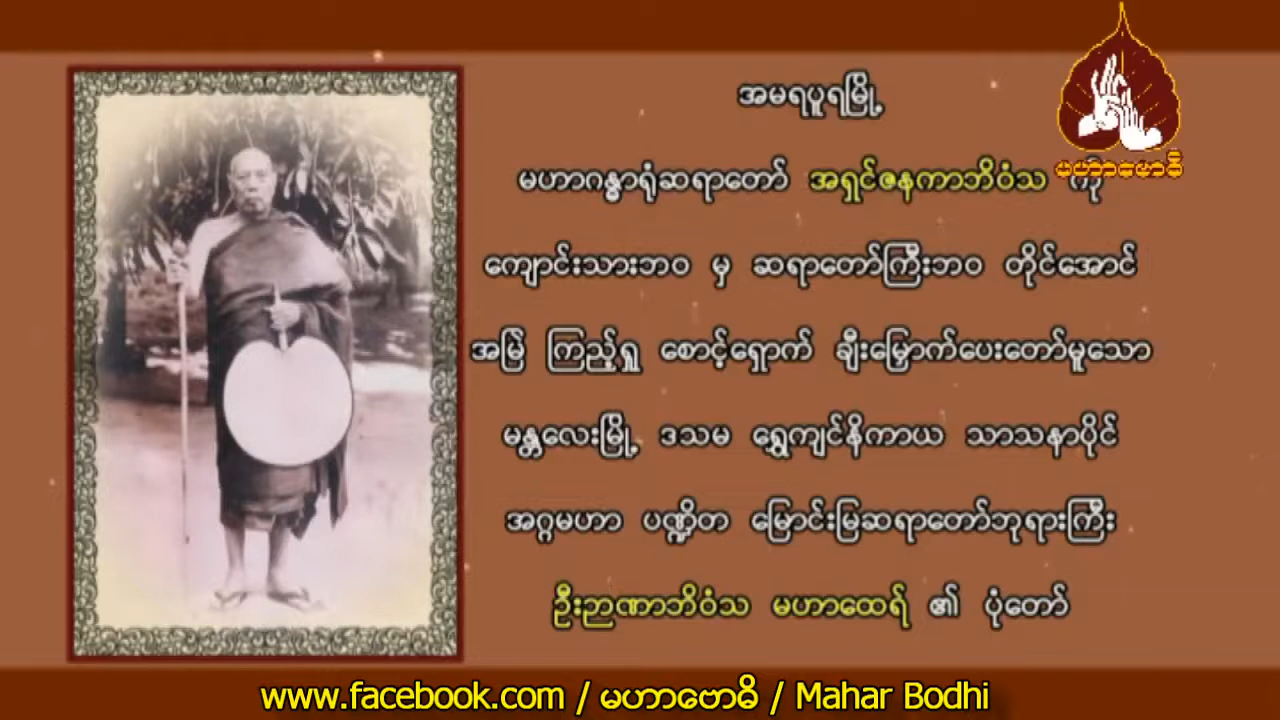 အမရပူရမြို့
မဟာဂန္ဓာရုံဆရာတော် အရှင်ဇနကာဘိဝံသ ကို
ကျောင်းသားဘဝ မှ ဆရာတော်ကြီးဘဝ တိုင်အောင်
အမြဲ ကြည့်ရှု စောင့်ရှောက် ချီးမြှောက်ပေးတော်မူသော
မန္တလေးမြို့ ဒသမ ရွှေကျင်နိကာယ သာသနာပိုင်
အဂ္ဂမဟာ ပဏ္ဍိတ မြောင်းမြဆရာတော်ဘုရားကြီး
ဦးဉာဏာဘိဝံသ မဟာထေရ် ၏ ပုံတော်
မဟာဗောဓိ
www.facebook.com / မဟာဗောဓိ / Mahar Bodhi